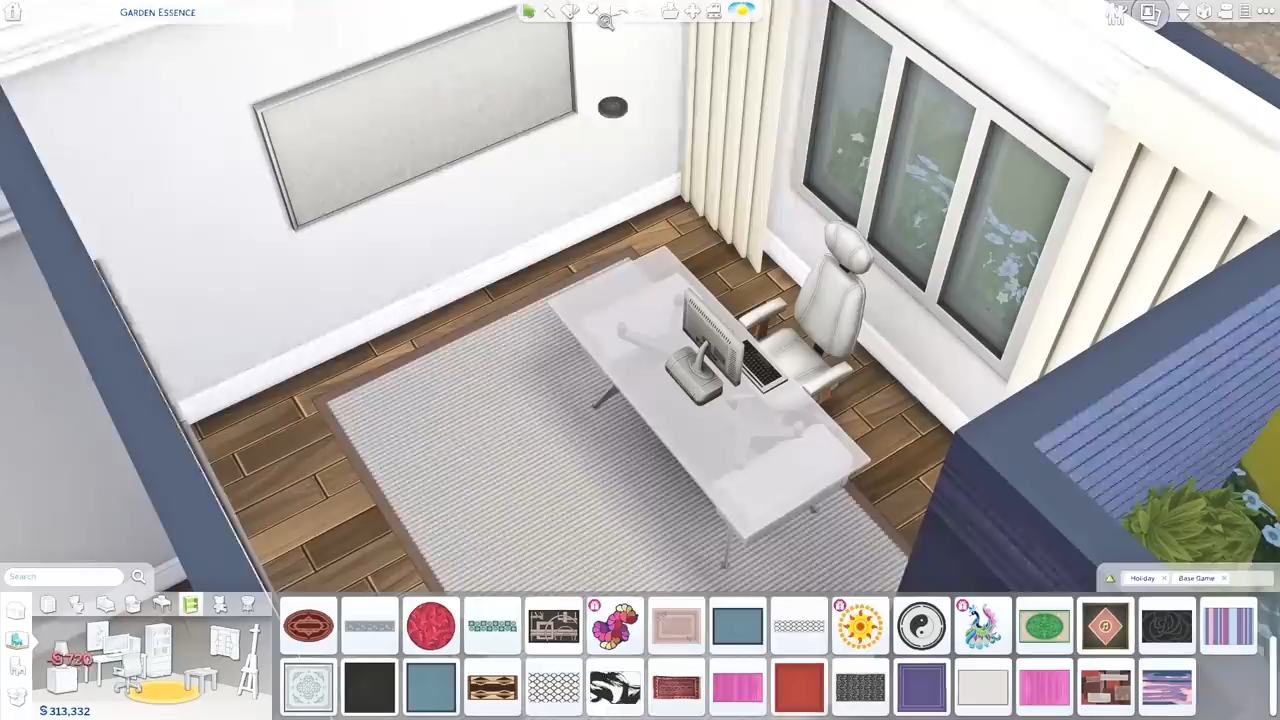 GARDEN ESSENCE
Search
Holiday
Base Game
-$720
$313,332